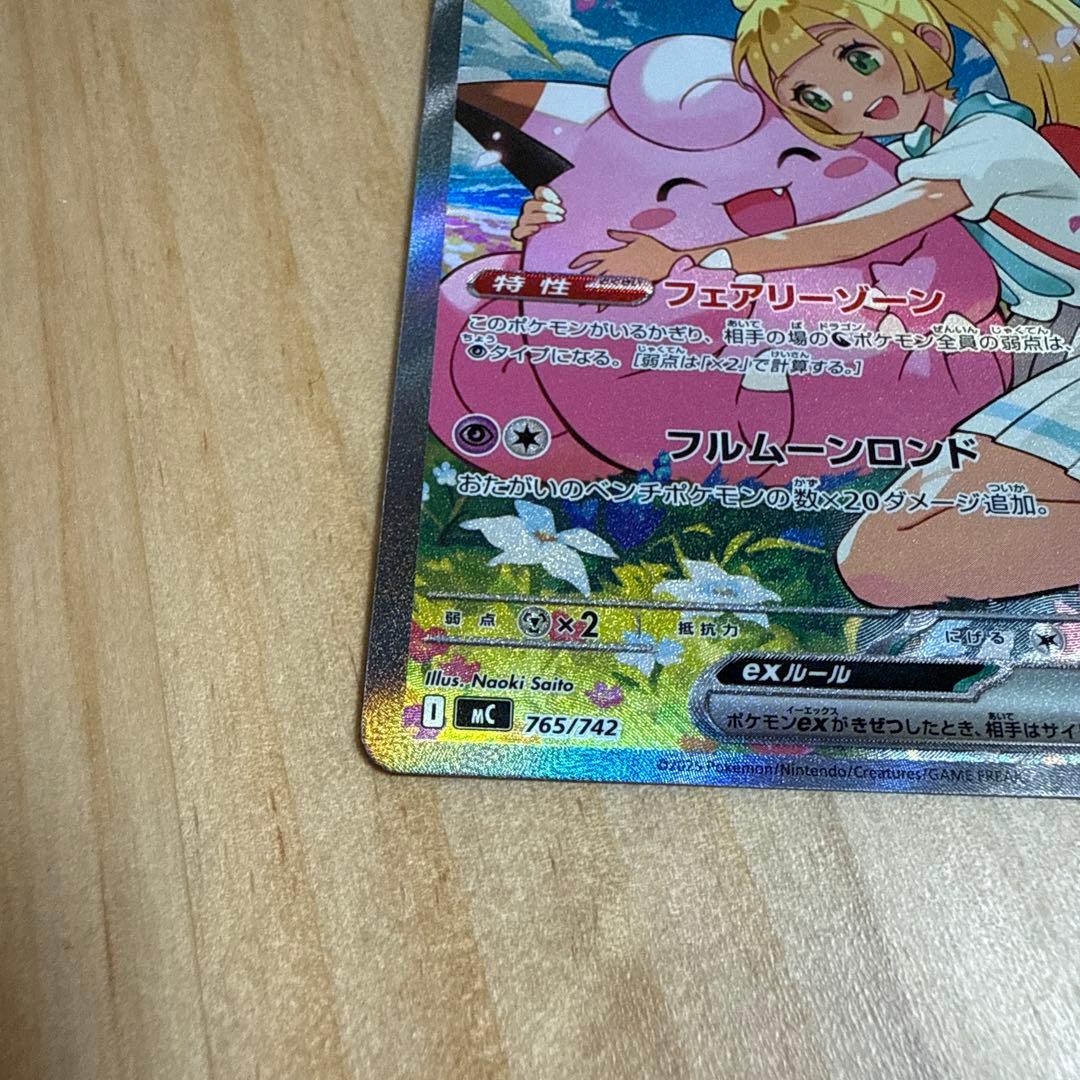 特性 フェアリーゾーン
このポケモンがいるかぎり、相手の場のポケモン全員の弱点は、
タイプになる。[弱点は「×2」で計算する。]
フルムーンロンド
おたがいのベンチポケモンの数×20ダメージ追加。
弱点 ×2 抵抗力 にげる
Illus. Naoki Saito
exルール
I MC 765/742
ポケモンexがきぜつしたとき、相手はサイ
©2025 Pokémon/Nintendo/Creatures/GAME FREAK